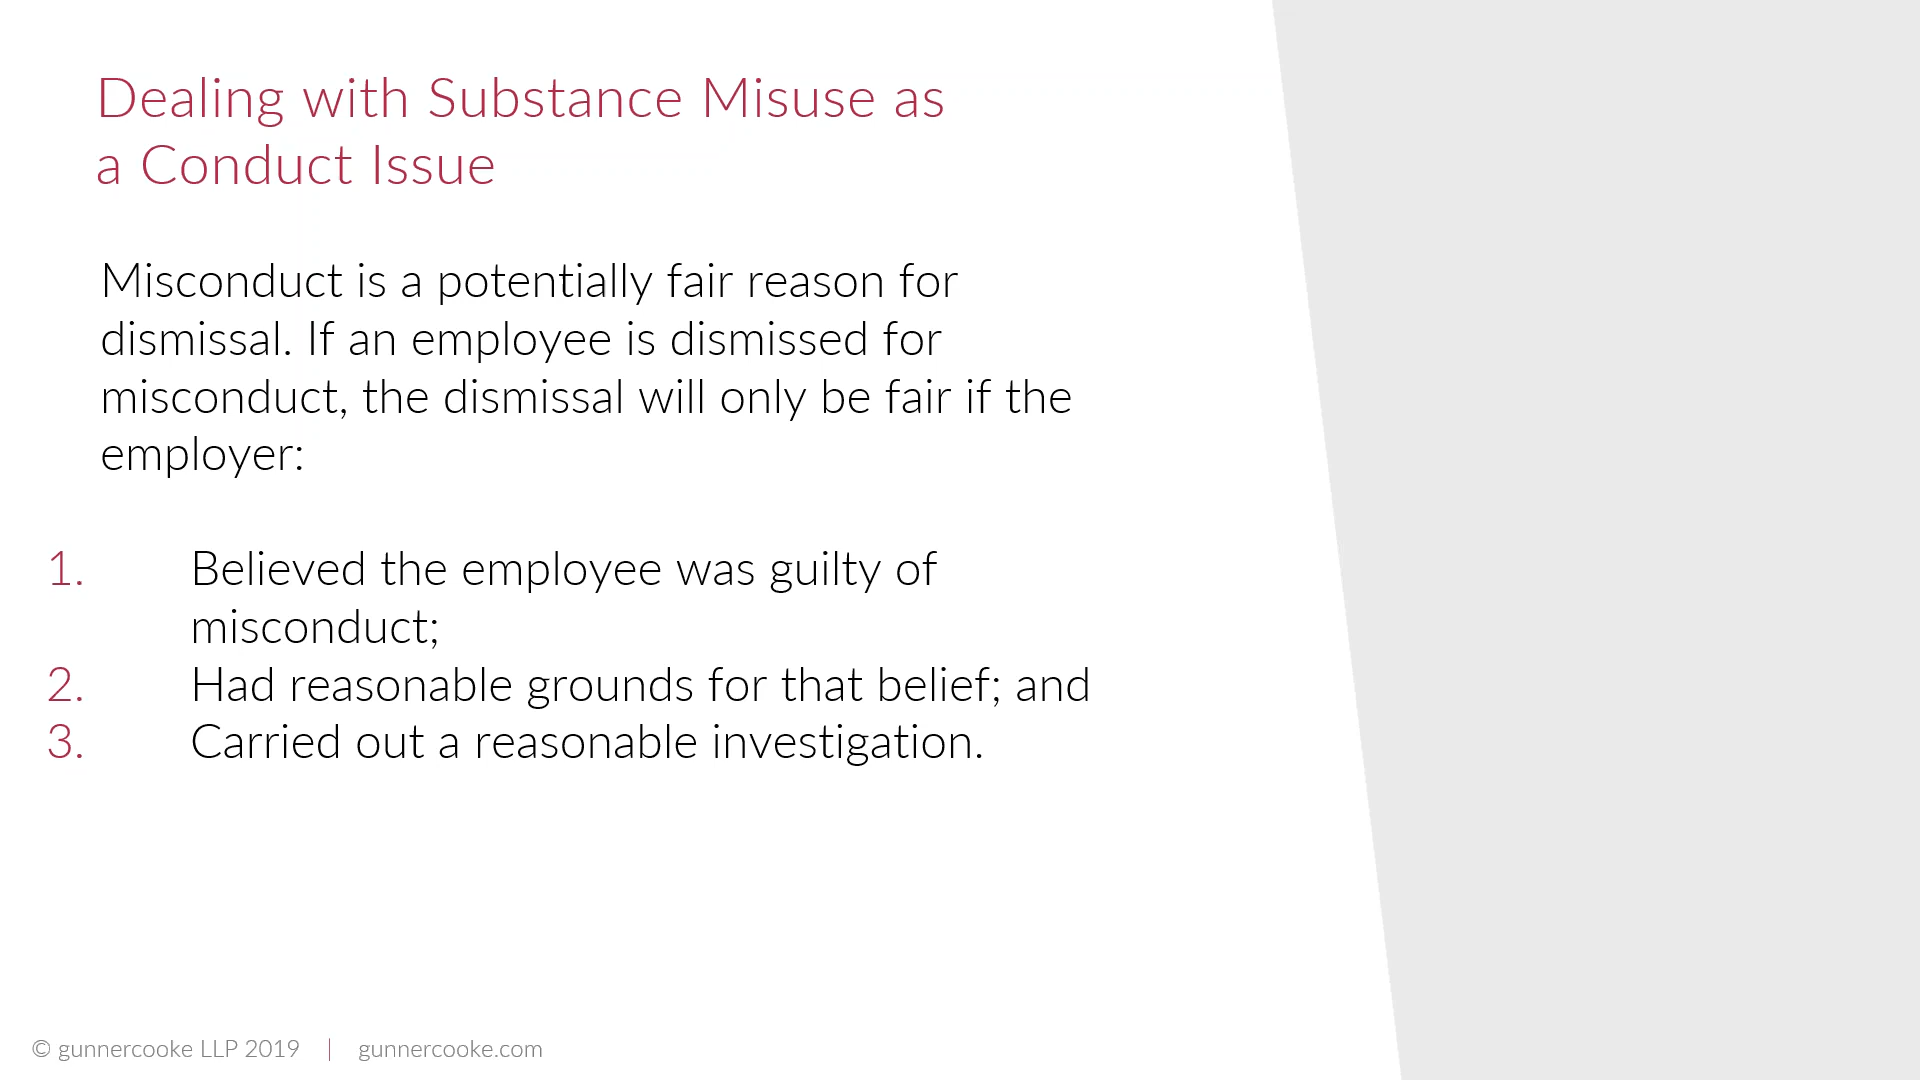 Dealing with Substance Misuse as
a Conduct Issue
Misconduct is a potentially fair reason for
dismissal. If an employee is dismissed for
misconduct, the dismissal will only be fair if the
employer:
1. Believed the employee was guilty of
misconduct;
2. Had reasonable grounds for that belief; and
3. Carried out a reasonable investigation.
© gunnercooke LLP 2019 | gunnercooke.com